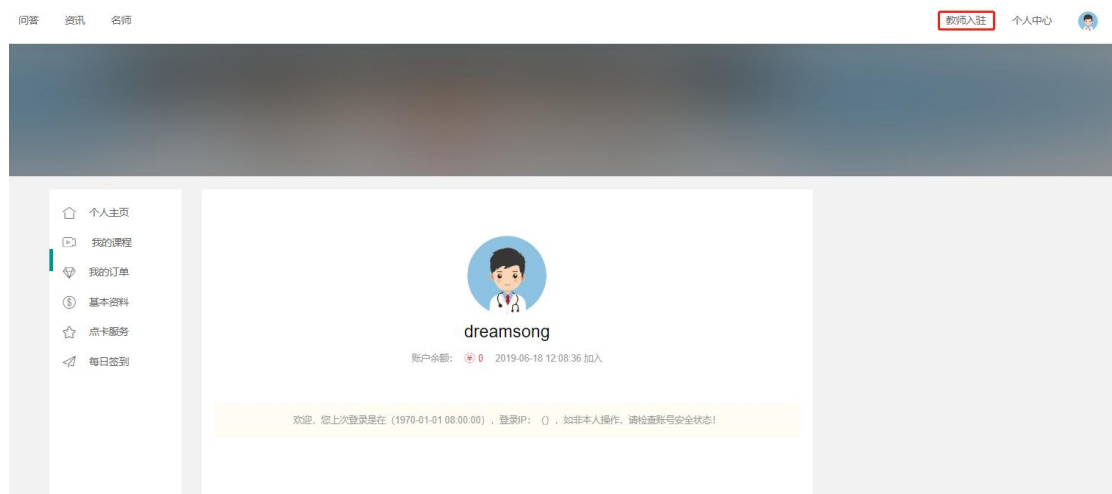 问答 资讯 名师 教师入驻 个人中心
个人主页
我的课程
我的订单
基本资料
点卡服务
每日签到
dreamsong
账户余额： ¥ 0 2019-06-18 12:08:36 加入
欢迎，您上次登录是在（1970-01-01 08:00:00），登录IP：（），如非本人操作，请检查账号安全状态！